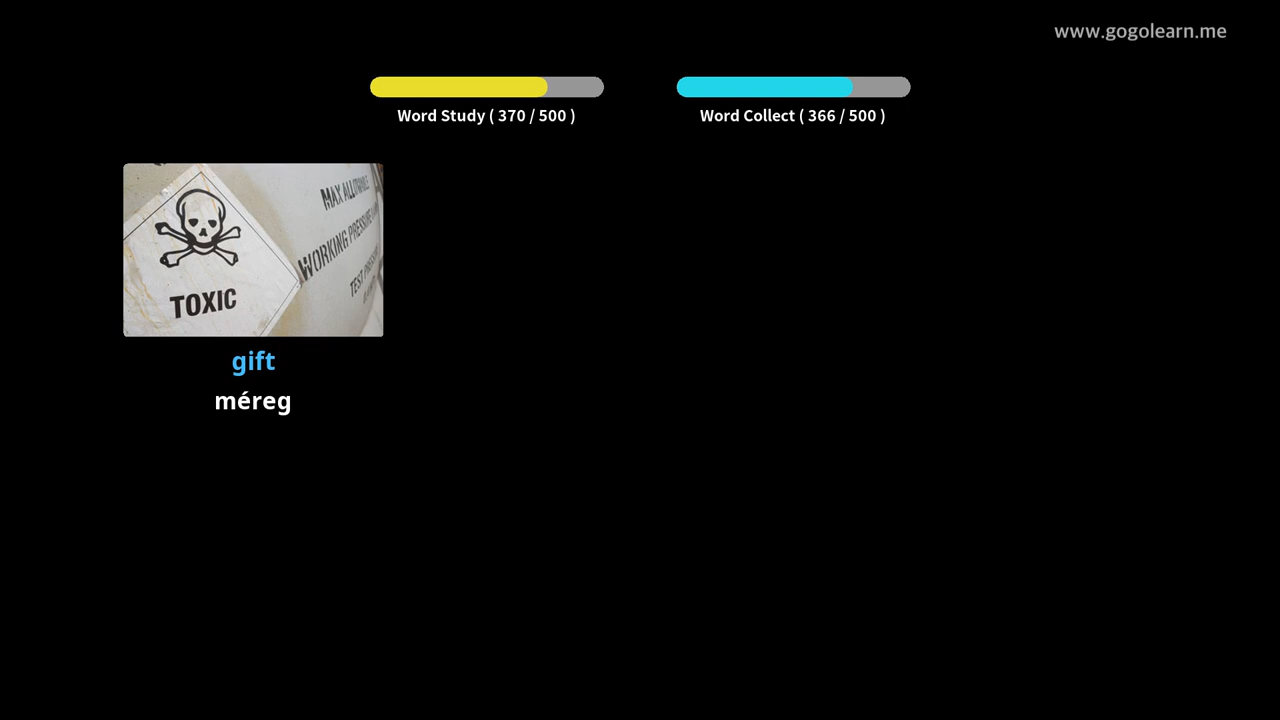 www.gogolearn.me
Word Study ( 370 / 500 )
Word Collect ( 366 / 500 )
MAX ALLOWABLE
WORKING PRESSURE
TEST
TOXIC
gift
méreg